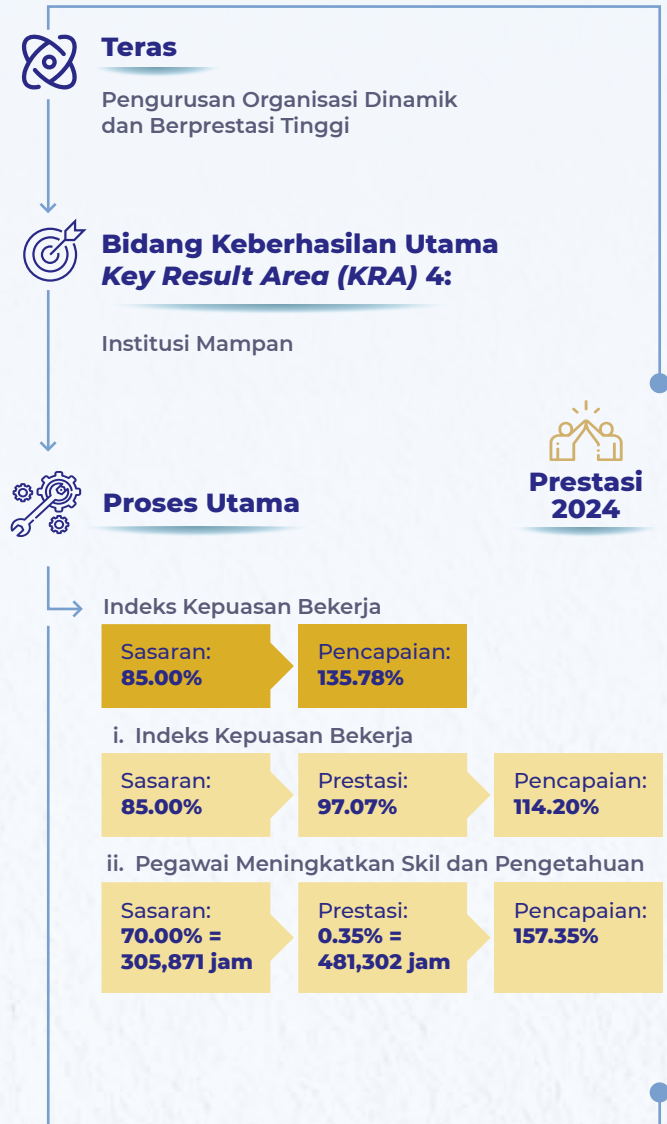 Teras
Pengurusan Organisasi Dinamik
dan Berprestasi Tinggi
Bidang Keberhasilan Utama
Key Result Area (KRA) 4:
Institusi Mampan
Proses Utama
Prestasi
2024
Indeks Kepuasan Bekerja
Sasaran:
85.00%
Pencapaian:
135.78%
i. Indeks Kepuasan Bekerja
Sasaran:
85.00%
Prestasi:
97.07%
Pencapaian:
114.20%
ii. Pegawai Meningkatkan Skil dan Pengetahuan
Sasaran:
70.00% =
305,871 jam
Prestasi:
0.35% =
481,302 jam
Pencapaian:
157.35%